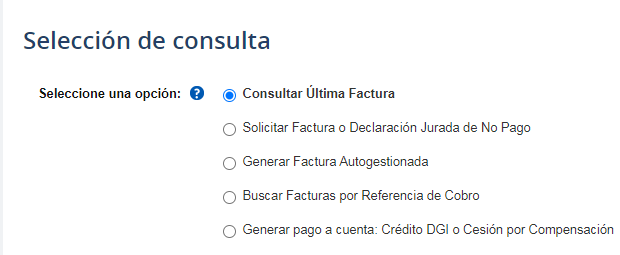 Selección de consulta
Seleccione una opción: ? Consultar Última Factura
Solicitar Factura o Declaración Jurada de No Pago
Generar Factura Autogestionada
Buscar Facturas por Referencia de Cobro
Generar pago a cuenta: Crédito DGI o Cesión por Compensación